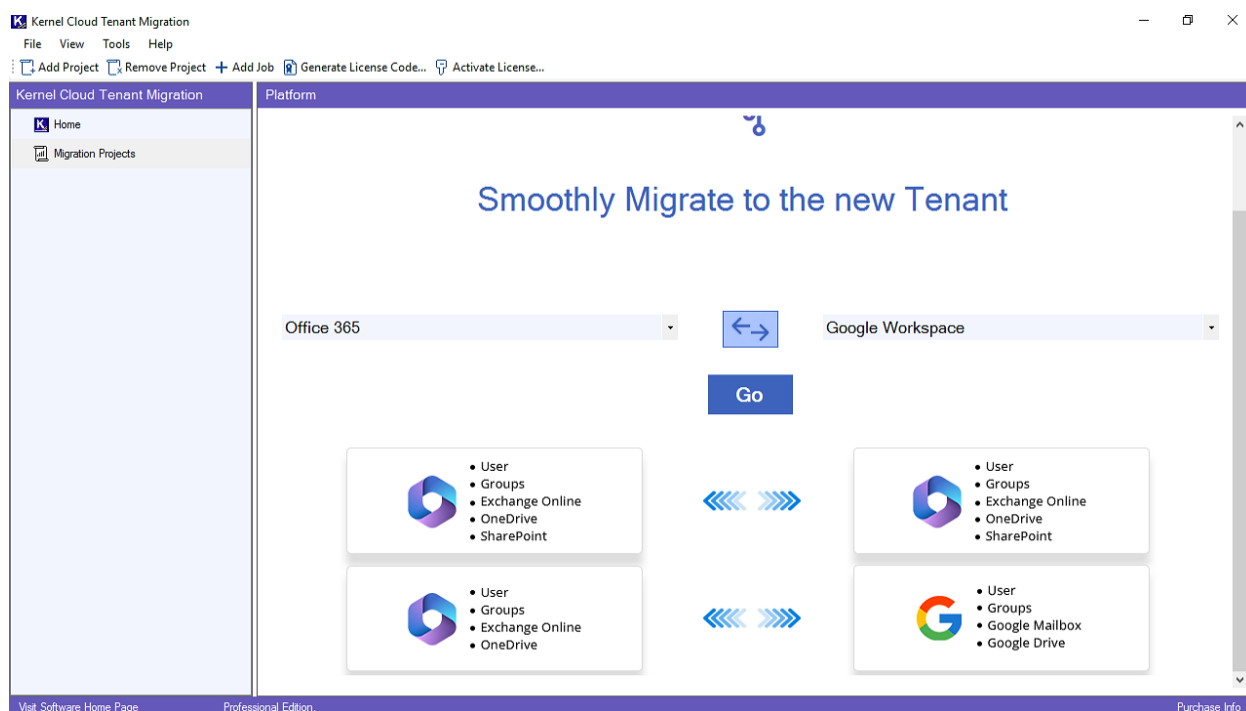 Kernel Cloud Tenant Migration
File View Tools Help
Add Project Remove Project Add Job Generate License Code... Activate License...
Kernel Cloud Tenant Migration
Platform
Home
Migration Projects
Smoothly Migrate to the new Tenant
Office 365
Google Workspace
Go
• User
• Groups
• Exchange Online
• OneDrive
• SharePoint
• User
• Groups
• Exchange Online
• OneDrive
• SharePoint
• User
• Groups
• Exchange Online
• OneDrive
• User
• Groups
• Google Mailbox
• Google Drive
Visit Software Home Page
Professional Edition.
Purchase Info